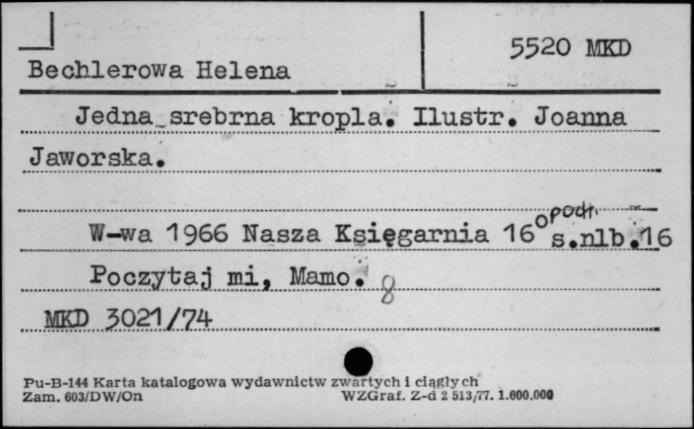 5520 MKD
Bechlerowa Helena
Jedna srebrna kropla. Ilustr. Joanna
Jaworska.
W-wa 1966 Nasza Księgarnia 16° podł. s.nlb.16
Poczytaj mi, Mamo. 8
MKD 3021/74
Pu-B-144 Karta katalogowa wydawnictw zwartych i ciągłych
Zam. 603/DW/On WZGraf. Z-d 2 513/77. 1.600.000